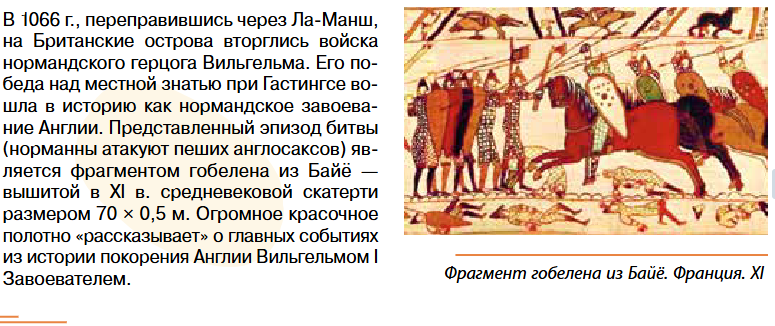 В 1066 г., переправившись через Ла-Манш,
на Британские острова вторглись войска
нормандского герцога Вильгельма. Его по-
беда над местной знатью при Гастингсе во-
шла в историю как нормандское завоева-
ние Англии. Представленный эпизод битвы
(норманны атакуют пеших англосаксов) яв-
ляется фрагментом гобелена из Байё —
вышитой в XI в. средневековой скатерти
размером 70 × 0,5 м. Огромное красочное
полотно «рассказывает» о главных событиях
из истории покорения Англии Вильгельмом I
Завоевателем.
Фрагмент гобелена из Байё. Франция. XI